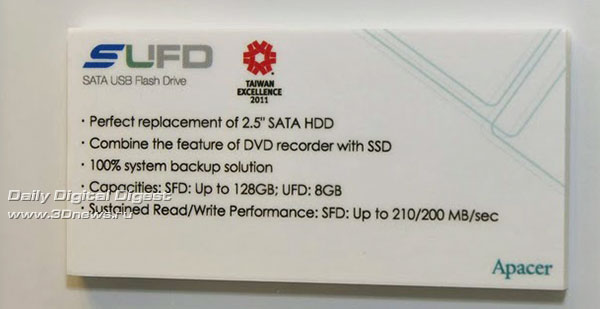 SUFD
SATA USB Flash Drive
TAIWAN
EXCELLENCE
2011
· Perfect replacement of 2.5" SATA HDD
· Combine the feature of DVD recorder with SSD
· 100% system backup solution
· Capacities: SFD: Up to 128GB; UFD: 8GB
· Sustained Read/Write Performance: SFD: Up to 210/200 MB/sec
Daily Digital Digest
www.3Dnews.ru
Apacer